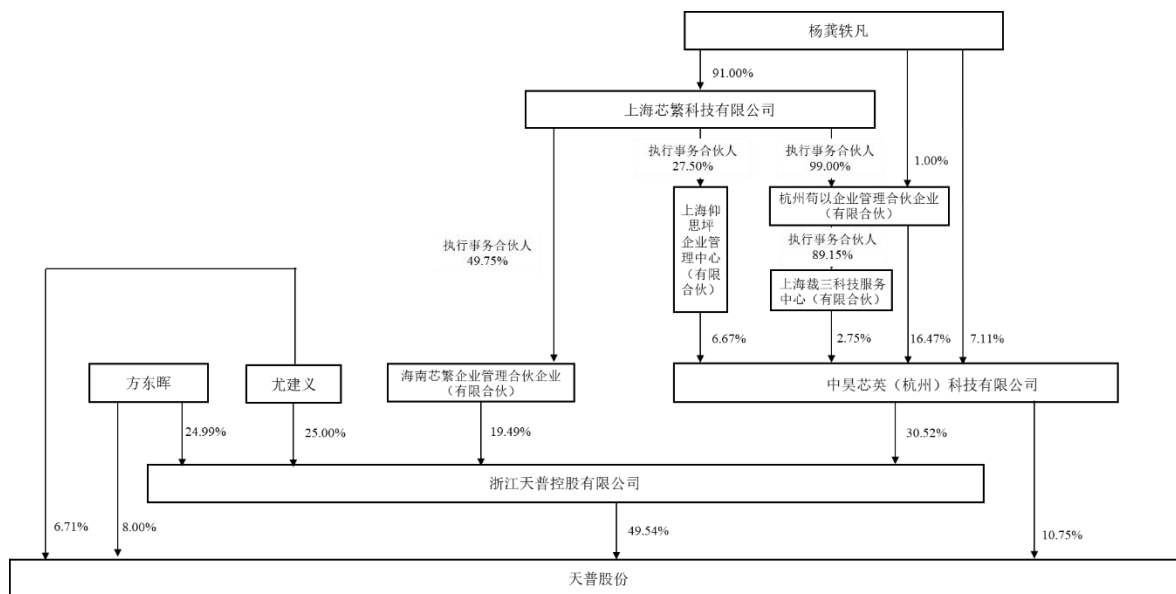 杨龚轶凡
91.00%
上海芯繁科技有限公司
执行事务合伙人
27.50%
执行事务合伙人
99.00%
1.00%
上海仰
思坪
企业管
理中心
（有限
合伙）
杭州苟以企业管理合伙企业
（有限合伙）
执行事务合伙人
49.75%
执行事务合伙人
89.15%
上海裁三科技服务
中心（有限合伙）
6.67%
2.75%
16.47%
7.11%
方东晖
尤建义
海南芯繁企业管理合伙企业
（有限合伙）
中昊芯英（杭州）科技有限公司
24.99%
25.00%
19.49%
30.52%
浙江天普控股有限公司
6.71%
8.00%
49.54%
10.75%
天普股份